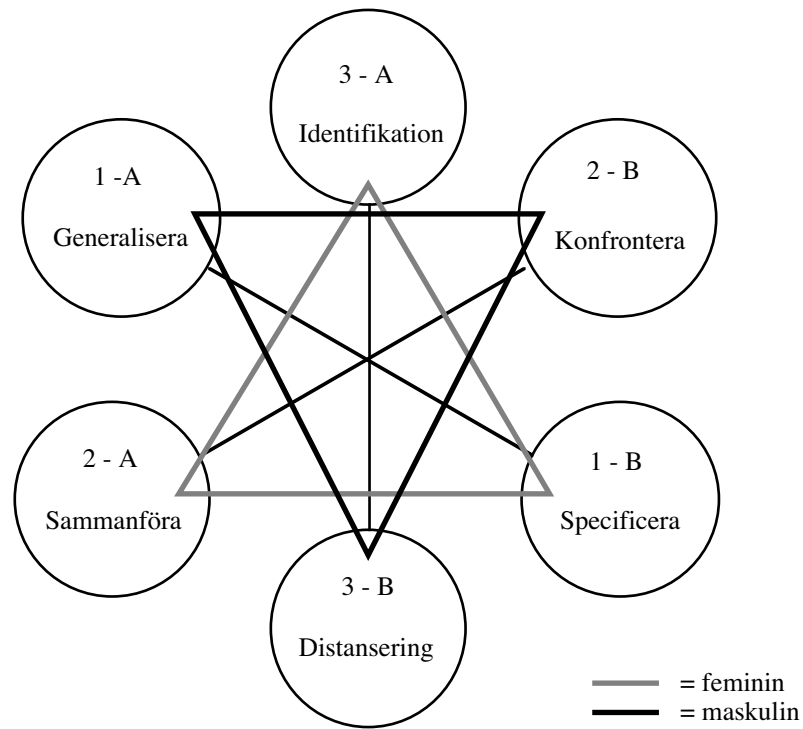 3 - A
Identifikation
1 -A
Generalisera
2 - B
Konfrontera
2 - A
Sammanföra
1 - B
Specificera
3 - B
Distansering
= feminin
= maskulin